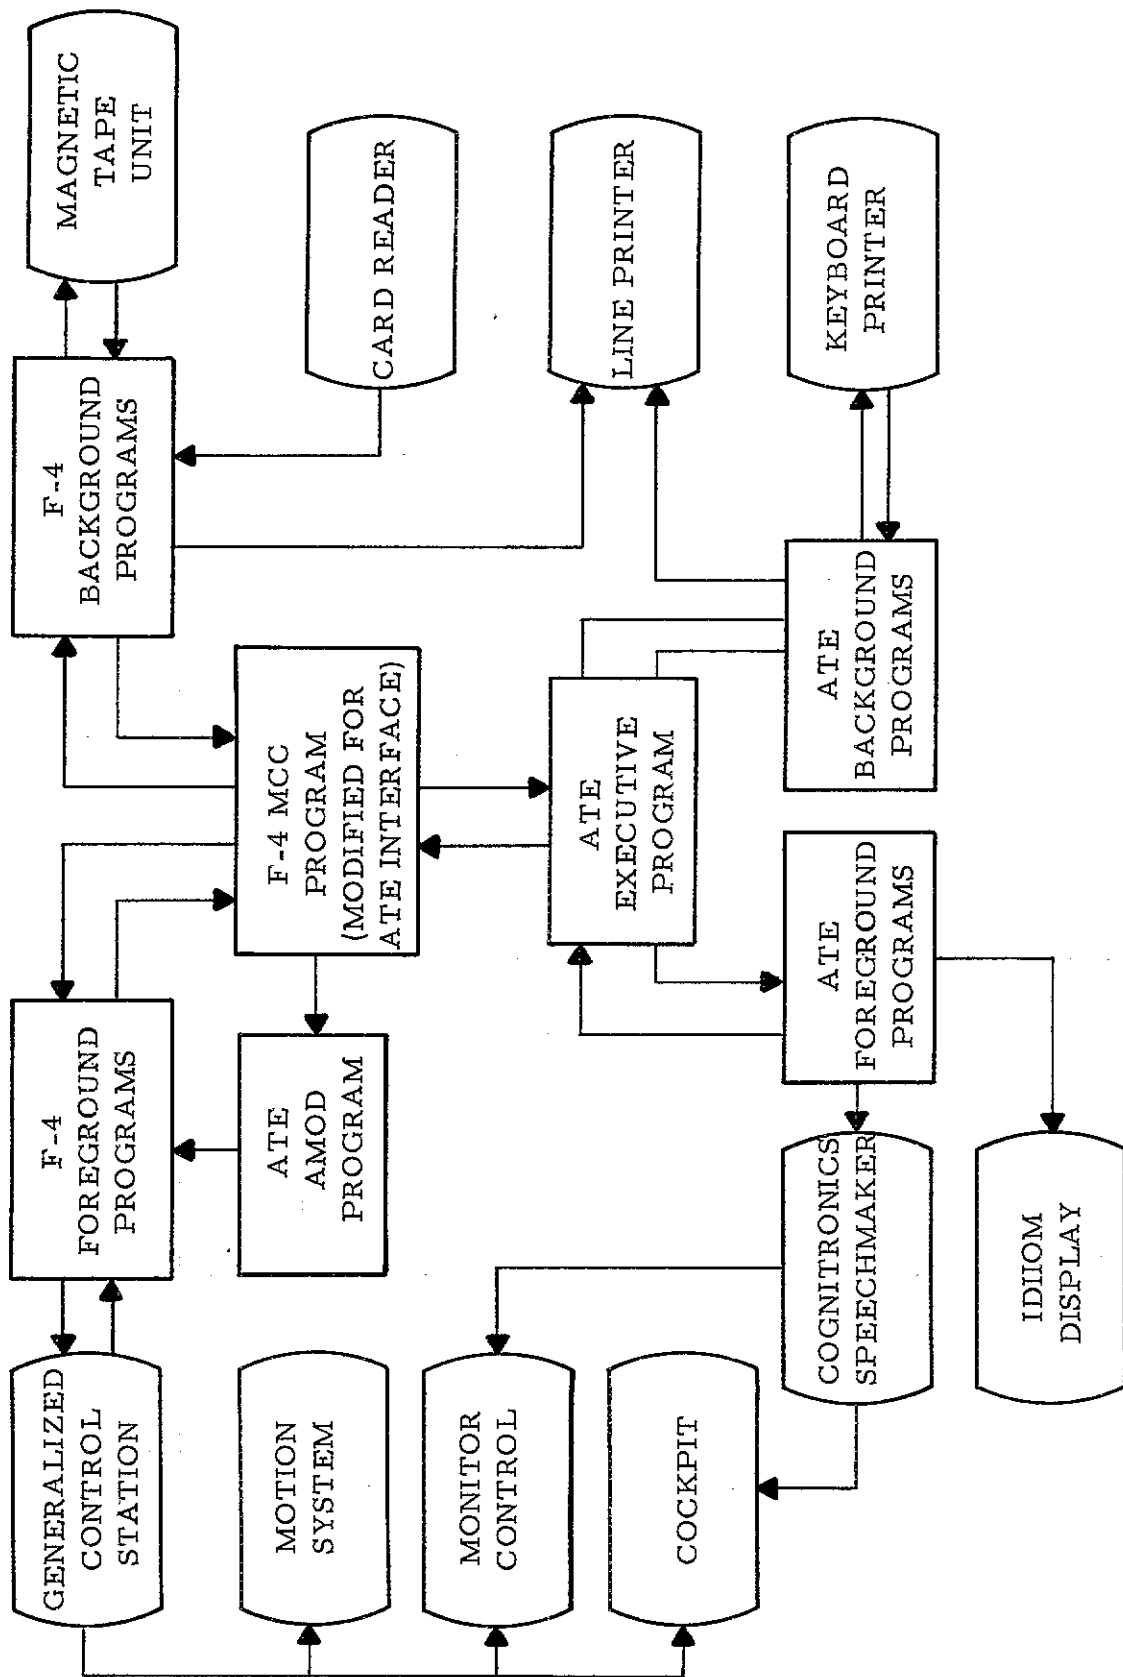 GENERALIZED
CONTROL
STATION
F-4
FOREGROUND
PROGRAMS
F-4
BACKGROUND
PROGRAMS
MAGNETIC
TAPE
UNIT
MOTION
SYSTEM
ATE
AMOD
PROGRAM
F-4 MCC
PROGRAM
(MODIFIED FOR
ATE INTERFACE)
CARD READER
MONITOR
CONTROL
COCKPIT
ATE
EXECUTIVE
PROGRAM
LINE PRINTER
COGNITRONICS
SPEECHMAKER
ATE
FOREGROUND
PROGRAMS
ATE
BACKGROUND
PROGRAMS
KEYBOARD
PRINTER
IDIIOM
DISPLAY